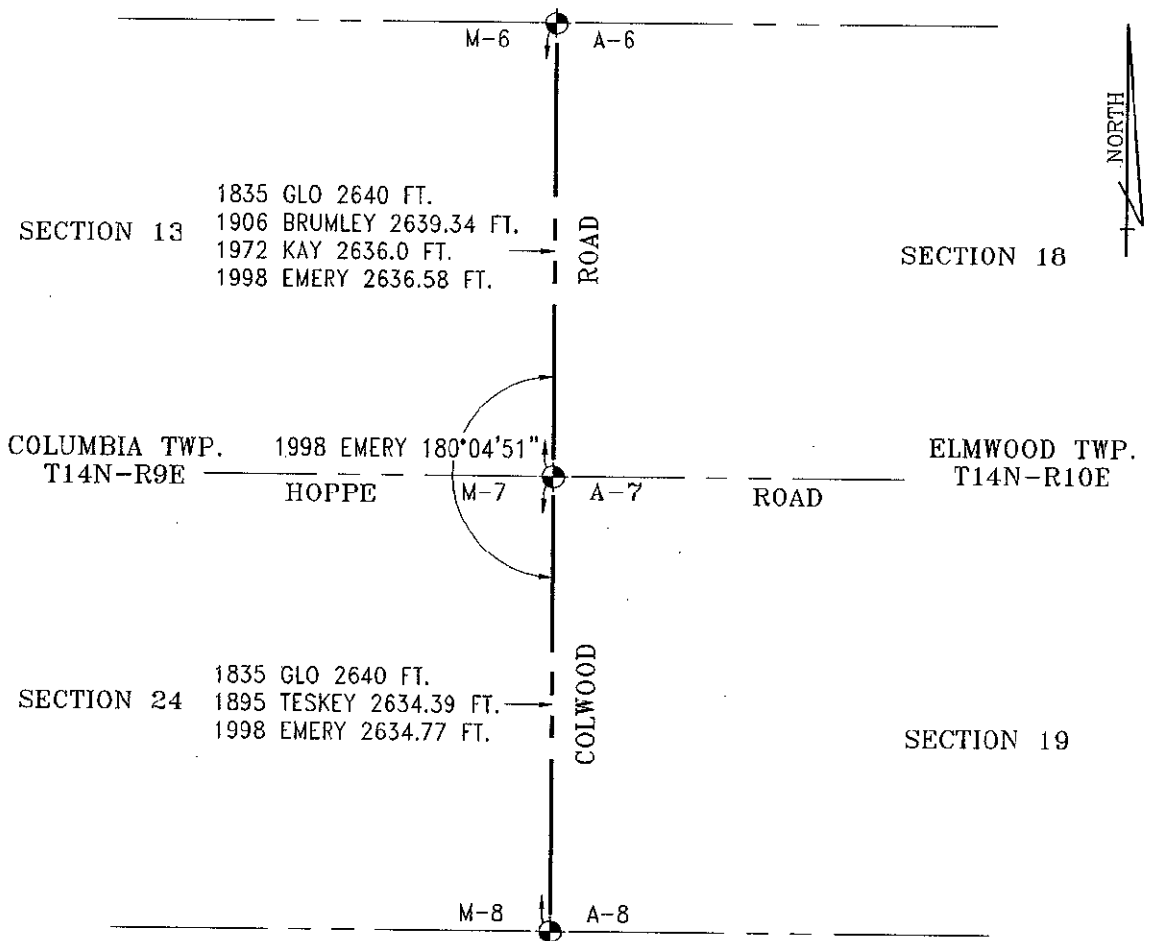 M-6 A-6
NORTH
1835 GLO 2640 FT.
1906 BRUMLEY 2639.34 FT.
SECTION 13
1972 KAY 2636.0 FT.
1998 EMERY 2636.58 FT.
ROAD
SECTION 18
COLUMBIA TWP.
T14N-R9E
1998 EMERY 180°04'51"
ELMWOOD TWP.
T14N-R10E
HOPPE
M-7 A-7
ROAD
1835 GLO 2640 FT.
SECTION 24
1895 TESKEY 2634.39 FT.
1998 EMERY 2634.77 FT.
COLWOOD
SECTION 19
M-8 A-8